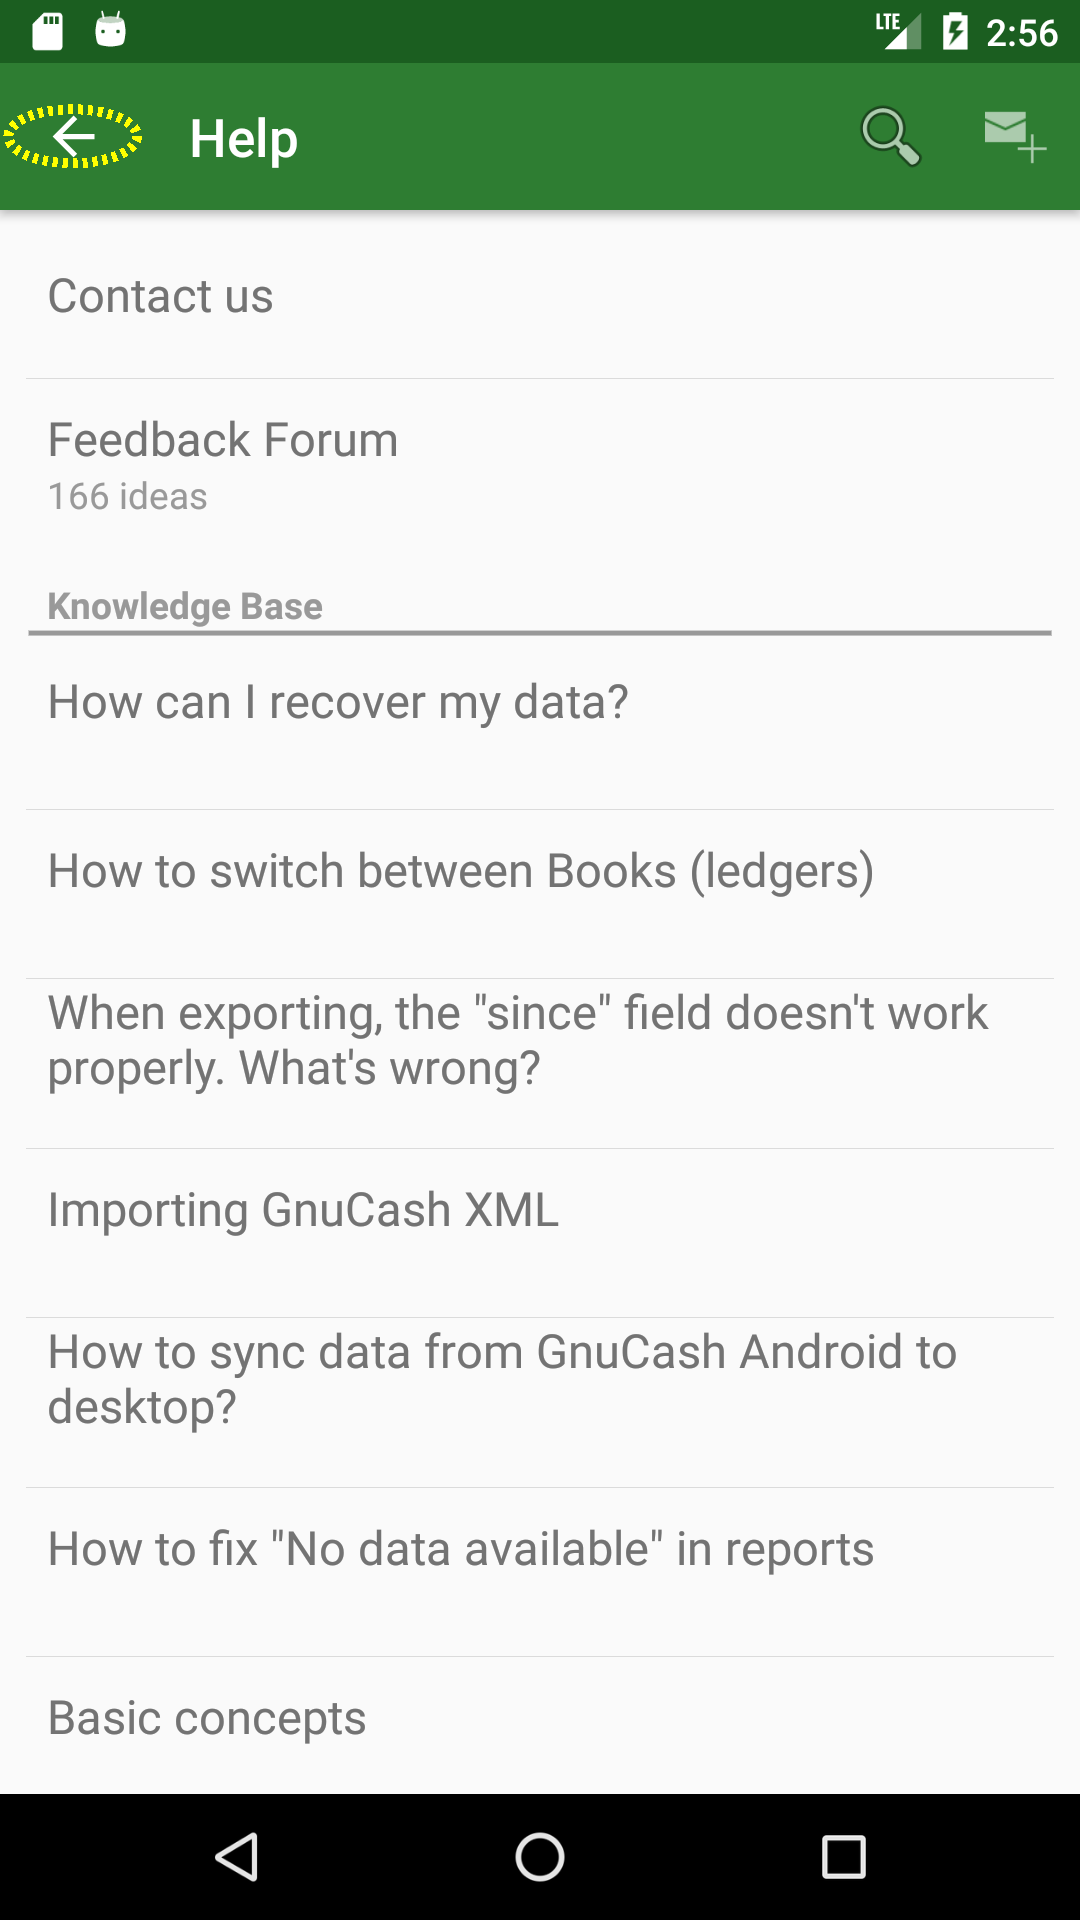 LTE 2:56
Help
Contact us
Feedback Forum
166 ideas
Knowledge Base
How can I recover my data?
How to switch between Books (ledgers)
When exporting, the "since" field doesn't work
properly. What's wrong?
Importing GnuCash XML
How to sync data from GnuCash Android to
desktop?
How to fix "No data available" in reports
Basic concepts